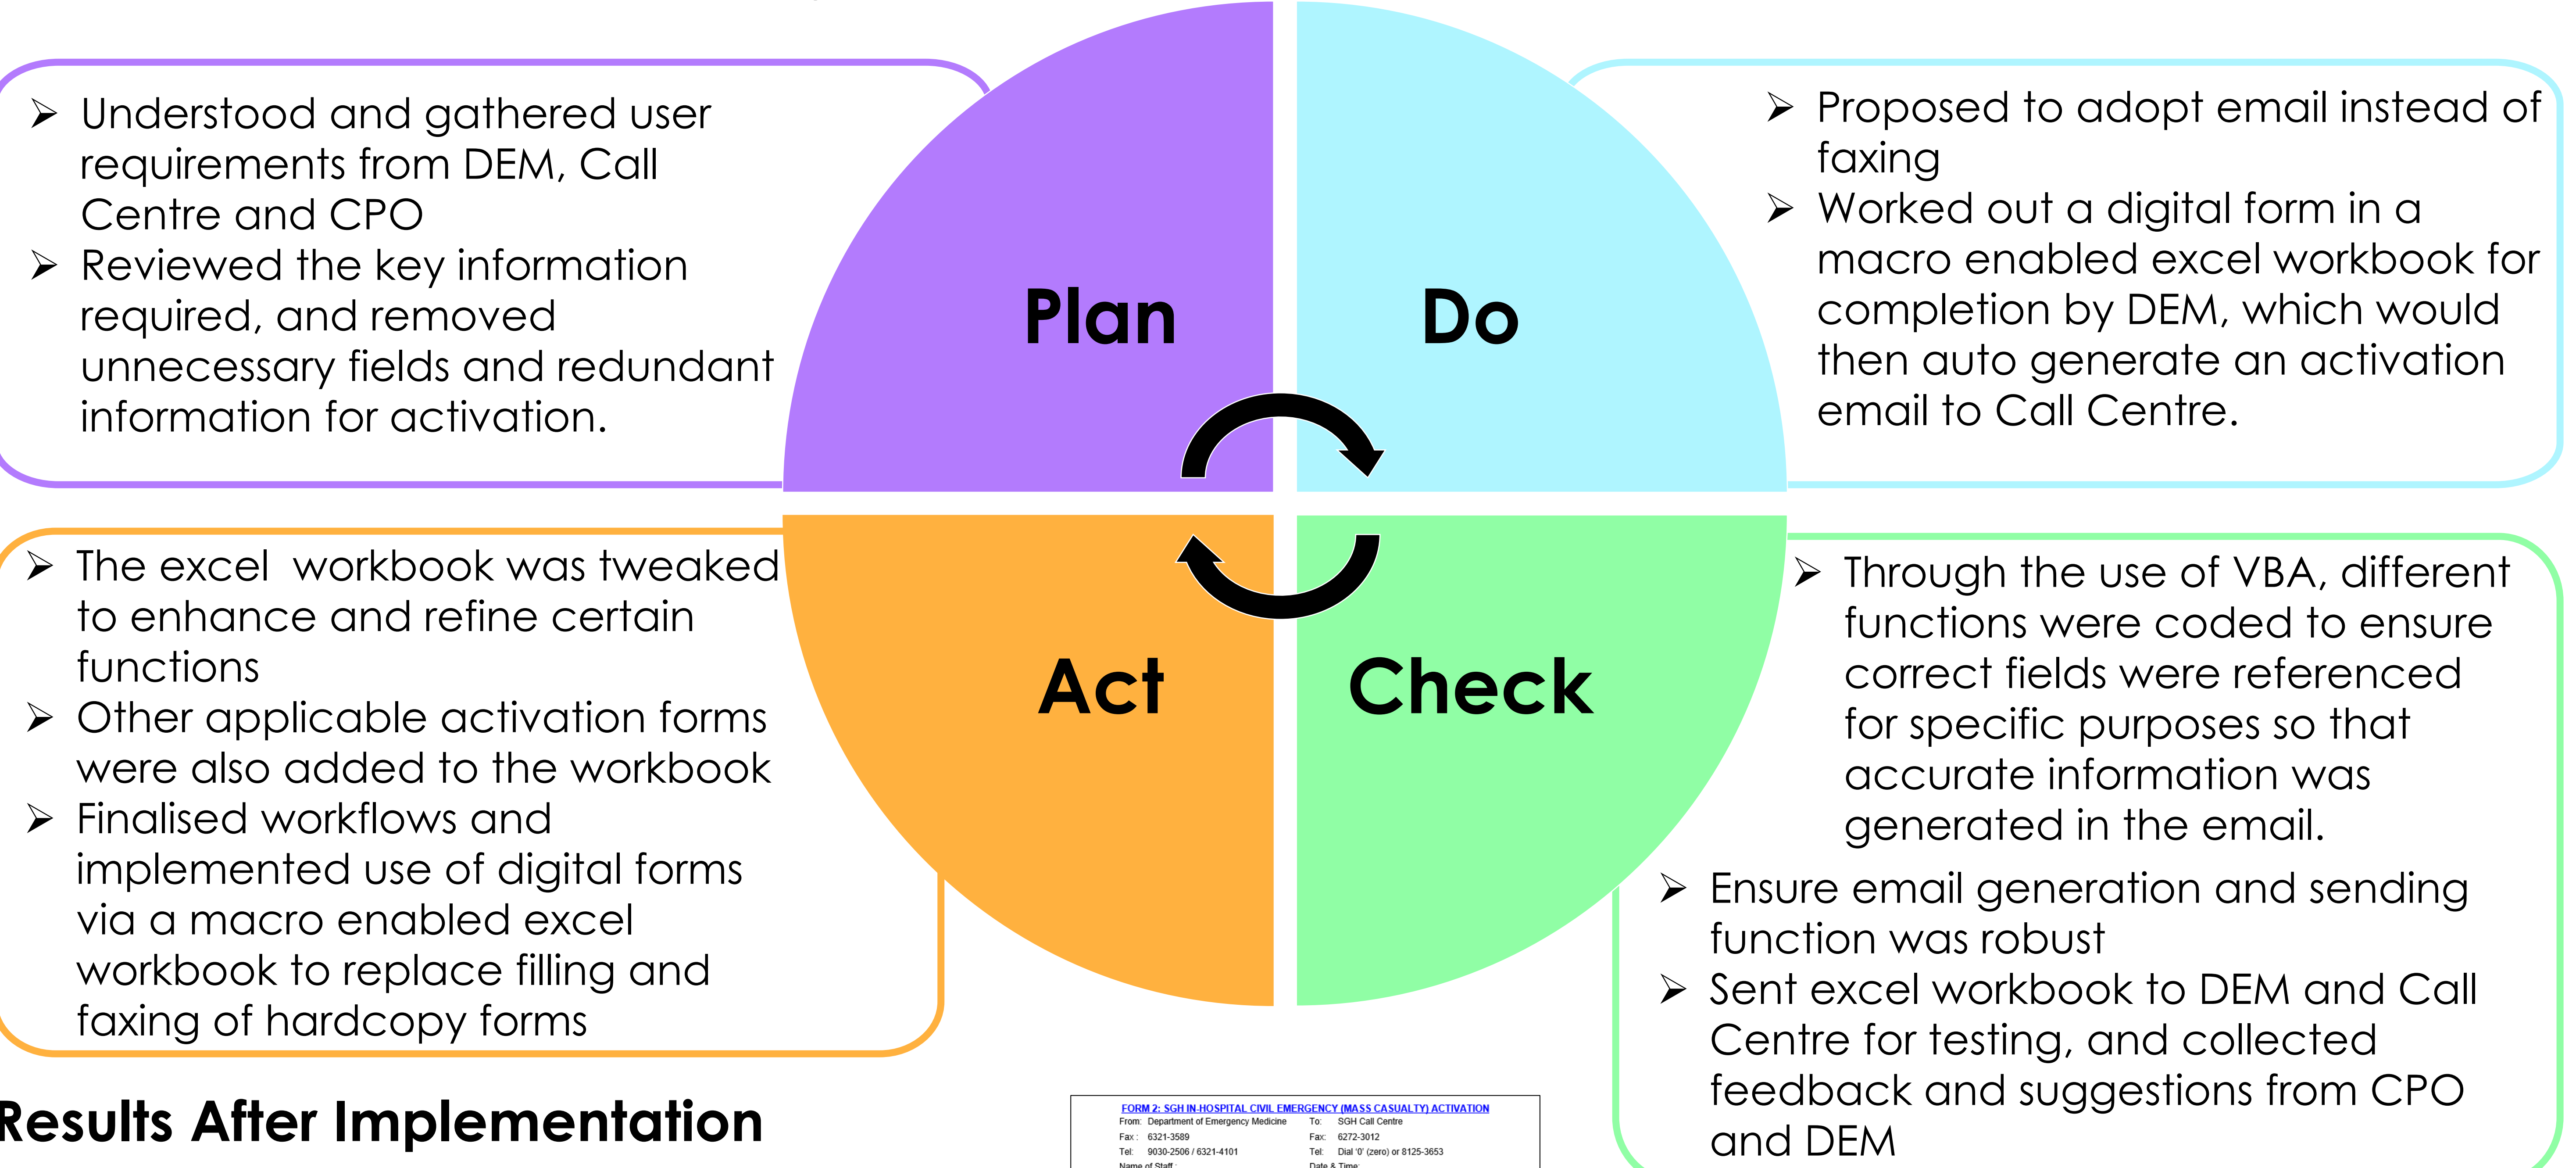 ➢ Understood and gathered user
requirements from DEM, Call
Centre and CPO
➢ Reviewed the key information
required, and removed
unnecessary fields and redundant
information for activation.
Plan
Do
➢ Proposed to adopt email instead of
faxing
➢ Worked out a digital form in a
macro enabled excel workbook for
completion by DEM, which would
then auto generate an activation
email to Call Centre.
➢ The excel  workbook was tweaked
to enhance and refine certain
functions
➢ Other applicable activation forms
were also added to the workbook
➢ Finalised workflows and
implemented use of digital forms
via a macro enabled excel
workbook to replace filling and
faxing of hardcopy forms
Act
Check
➢ Through the use of VBA, different
functions were coded to ensure
correct fields were referenced
for specific purposes so that
accurate information was
generated in the email.
➢ Ensure email generation and sending
function was robust
➢ Sent excel workbook to DEM and Call
Centre for testing, and collected
feedback and suggestions from CPO
and DEM
Results After Implementation
FORM 2: SGH IN-HOSPITAL CIVIL EMERGENCY (MASS CASUALTY) ACTIVATION
From: Department of Emergency Medicine To: SGH Call Centre
Fax : 6321-3589 Fax: 6272-3012
Tel: 9030-2506 / 6321-4101 Tel: Dial '0' (zero) or 8125-3653
Name of Staff : Date & Time: